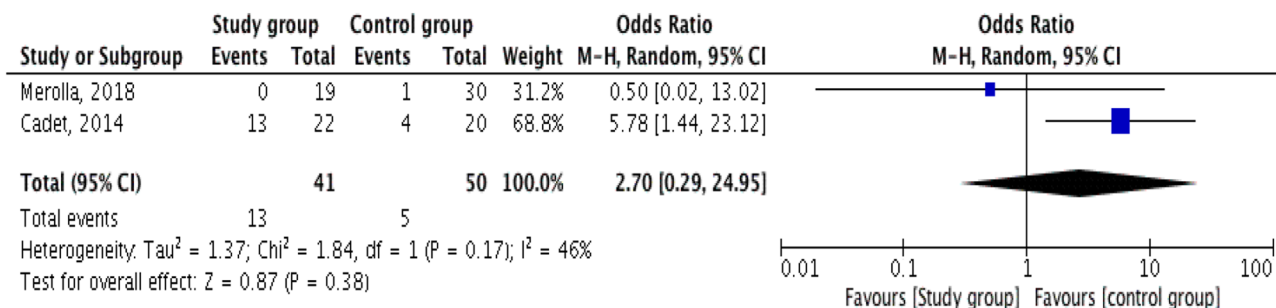 Study group Control group Odds Ratio Odds Ratio
Study or Subgroup Events Total Events Total Weight M-H, Random, 95% CI M-H, Random, 95% CI
Merolla, 2018 0 19 1 30 31.2% 0.50 [0.02, 13.02]
Cadet, 2014 13 22 4 20 68.8% 5.78 [1.44, 23.12]
Total (95% CI) 41 50 100.0% 2.70 [0.29, 24.95]
Total events 13 5
Heterogeneity: Tau² = 1.37; Chi² = 1.84, df = 1 (P = 0.17); I² = 46%
Test for overall effect: Z = 0.87 (P = 0.38)
0.01 0.1 1 10 100
Favours [Study group] Favours [control group]